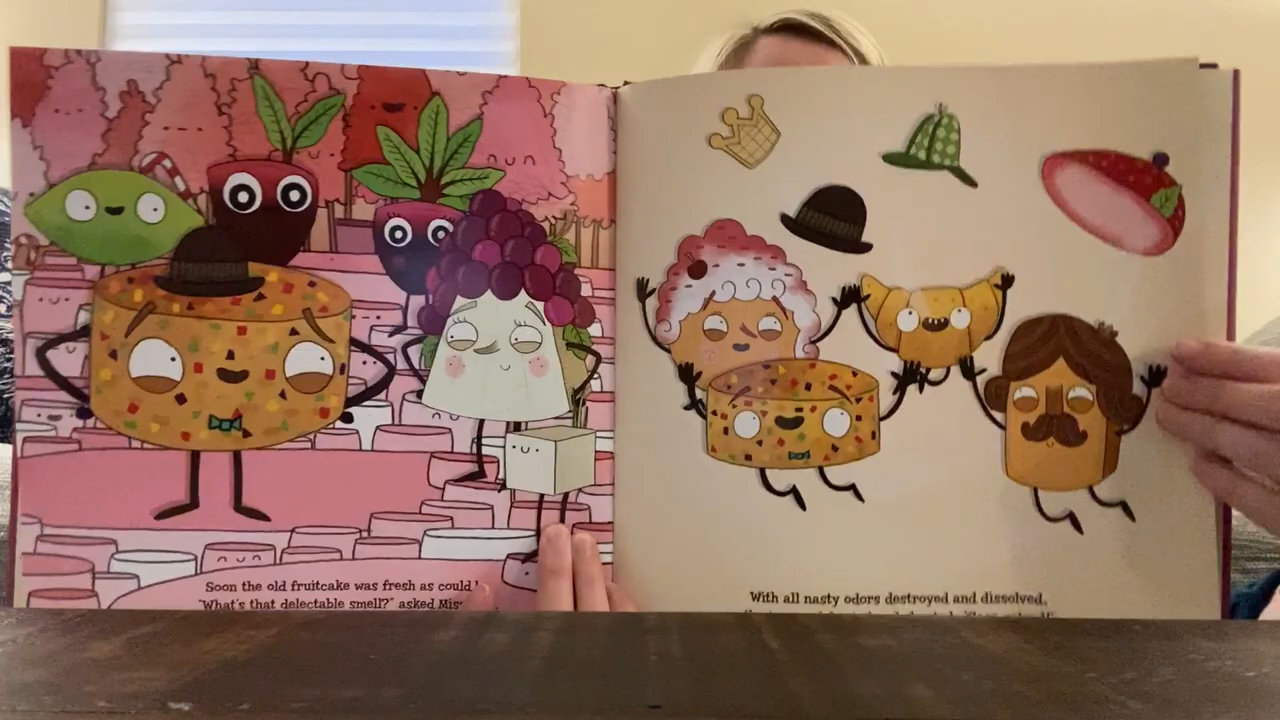 Soon the old fruitcake was fresh as could
"What's that delectable smell?" asked
With all nasty odors destroyed and dissolved,